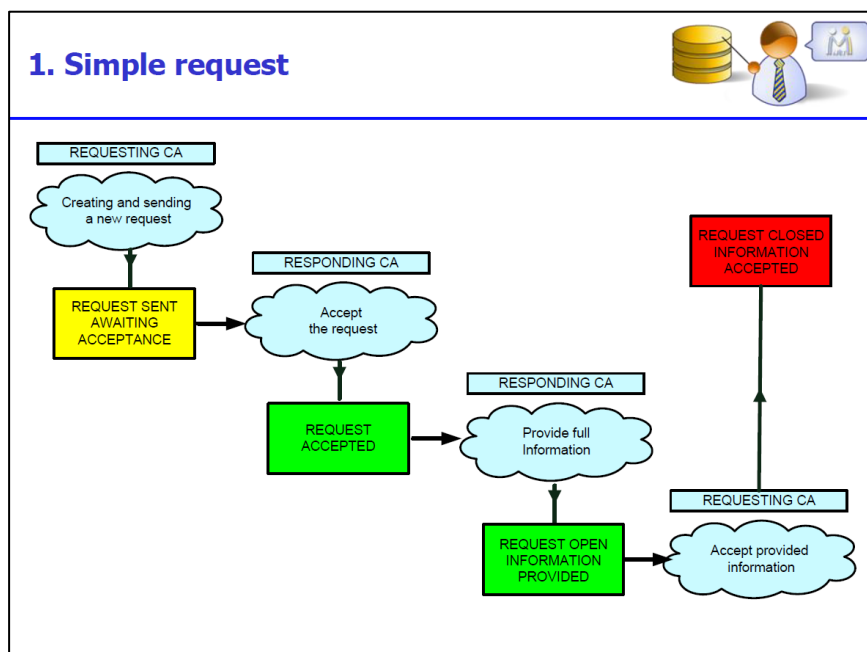 1. Simple request
REQUESTING CA
Creating and sending
a new request
REQUEST SENT
AWAITING
ACCEPTANCE
RESPONDING CA
Accept
the request
REQUEST
ACCEPTED
RESPONDING CA
Provide full
Information
REQUEST OPEN
INFORMATION
PROVIDED
REQUESTING CA
Accept provided
information
REQUEST CLOSED
INFORMATION
ACCEPTED